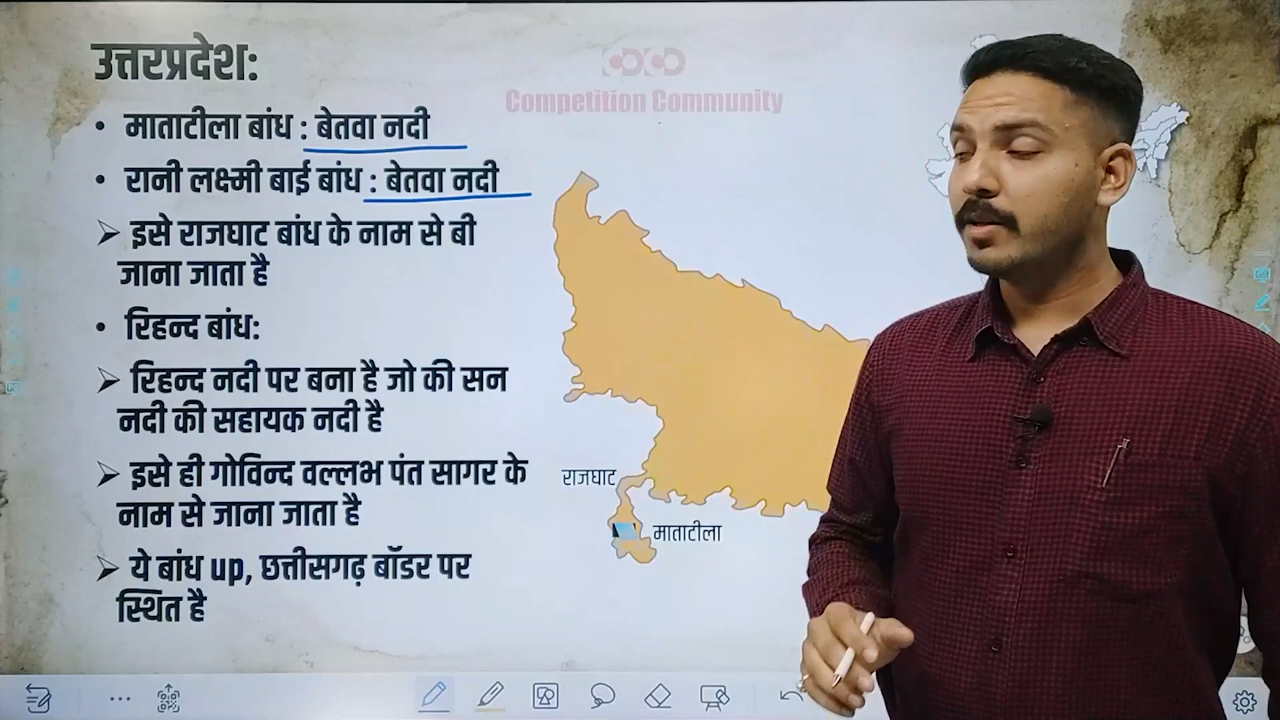 उत्तरप्रदेश:
Competition Community
• माताटीला बांध : बेतवा नदी
• रानी लक्ष्मी बाई बांध : बेतवा नदी
➢ इसे राजघाट बांध के नाम से बी
जाना जाता है
• रिहन्द बांध:
➢ रिहन्द नदी पर बना है जो की सन
नदी की सहायक नदी है
➢ इसे ही गोविन्द वल्लभ पंत सागर के
नाम से जाना जाता है
➢ ये बांध up, छत्तीसगढ़ बॉडर पर
स्थित है
राजघाट
माताटीला